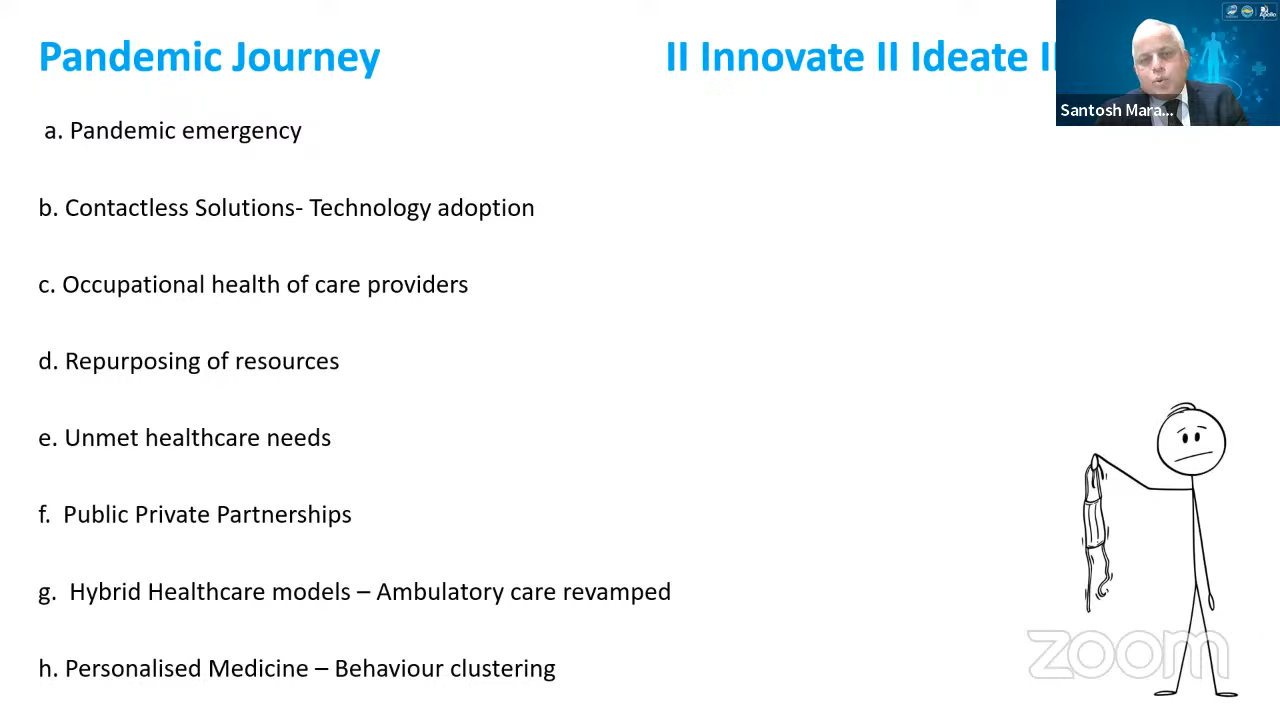 Pandemic Journey
II Innovate II Ideate II
Santosh Mara...
a. Pandemic emergency
b. Contactless Solutions- Technology adoption
c. Occupational health of care providers
d. Repurposing of resources
e. Unmet healthcare needs
f. Public Private Partnerships
g. Hybrid Healthcare models – Ambulatory care revamped
h. Personalised Medicine – Behaviour clustering
zoom